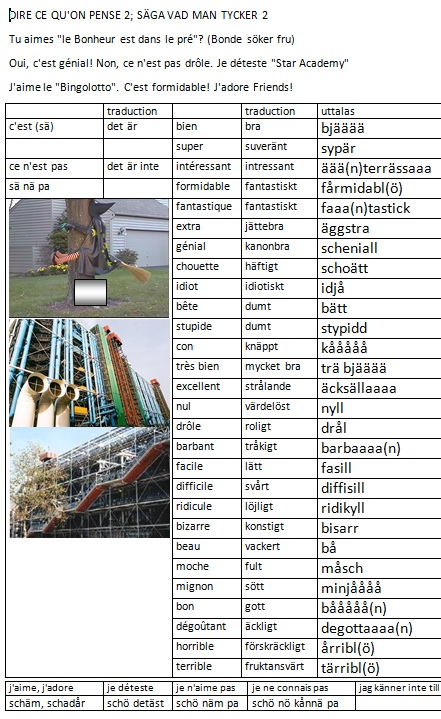 DIRE CE QU'ON PENSE 2; SÄGA VAD MAN TYCKER 2
Tu aimes "le Bonheur est dans le pré"? (Bonde söker fru)
Oui, c'est génial! Non, ce n'est pas drôle. Je déteste "Star Academy"
J'aime le "Bingolotto". C'est formidable! J'adore Friends!
traduction traduction uttalas
c'est (sä) det är bien bra bjääää
super suveränt sypär
ce n'est pas det är inte intéressant intressant äää(n)terrässaaa
sä nä pa formidable fantastiskt fårmidabl(ö)
fantastique fantastiskt faaa(n)tastick
extra jättebra äggstra
génial kanonbra scheniall
chouette häftigt schoätt
idiot idiotiskt idjå
bête dumt bätt
stupide dumt stypidd
con knäppt kååååå
très bien mycket bra trä bjääää
excellent strålande äcksällaaaa
nul värdelöst nyll
drôle roligt drål
barbant tråkigt barbaaaa(n)
facile lätt fasill
difficile svårt diffisill
ridicule löjligt ridikyll
bizarre konstigt bisarr
beau vackert bå
moche fult måsch
mignon sött minjåååå
bon gott bååååå(n)
dégoûtant äckligt degottaaaa(n)
horrible förskräckligt årribl(ö)
terrible fruktansvärt tärribl(ö)
j'aime, j'adore je déteste je n'aime pas je ne connais pas jag känner inte till
schäm, schadår schö detäst schö näm pa schö nö kånnä pa